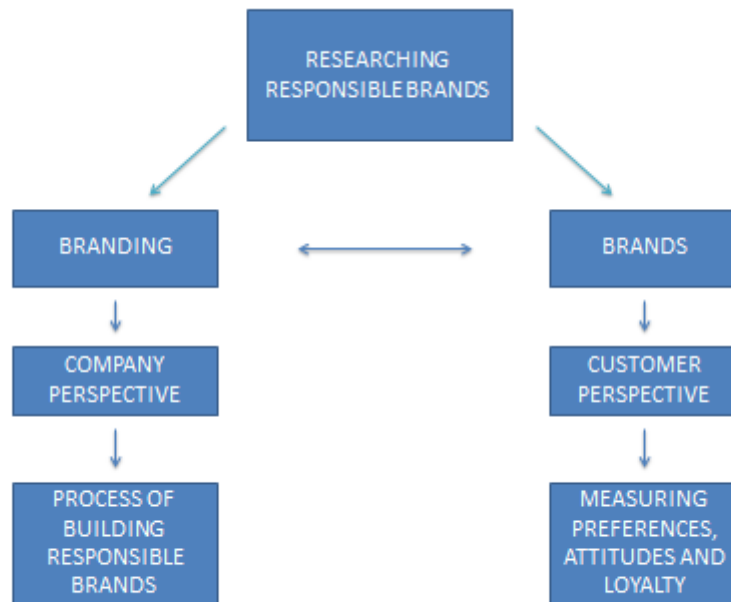 RESEARCHING
RESPONSIBLE BRANDS
BRANDING
BRANDS
COMPANY
PERSPECTIVE
CUSTOMER
PERSPECTIVE
PROCESS OF
BUILDING
RESPONSIBLE
BRANDS
MEASURING
PREFERENCES,
ATTITUDES AND
LOYALTY